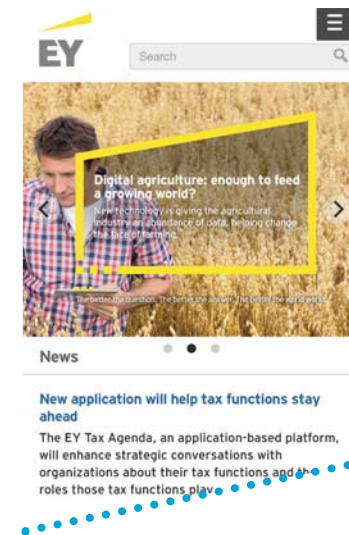 EY
Search
Digital agriculture: enough to feed
a growing world?
New technology is giving the agricultural
industry an abundance of data, helping change
the face of farming.
The better the question. The better the answer. The better the world works.
News
New application will help tax functions stay
ahead
The EY Tax Agenda, an application-based platform,
will enhance strategic conversations with
organizations about their tax functions and the
roles those tax functions play.